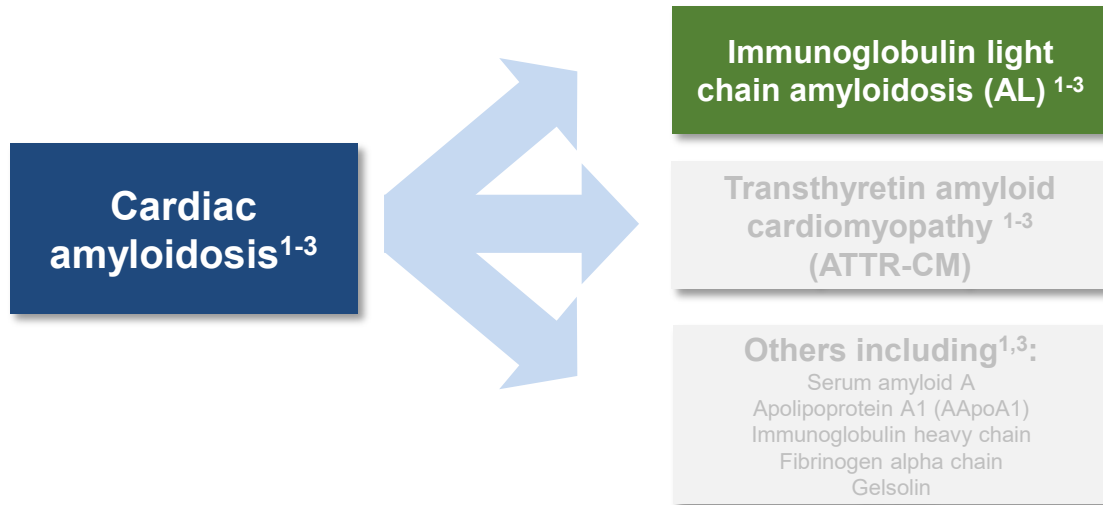 Cardiac
amyloidosis1-3
Immunoglobulin light
chain amyloidosis (AL) 1-3
Transthyretin amyloid
cardiomyopathy 1-3
(ATTR-CM)
Others including1,3:
Serum amyloid A
Apolipoprotein A1 (AApoA1)
Immunoglobulin heavy chain
Fibrinogen alpha chain
Gelsolin